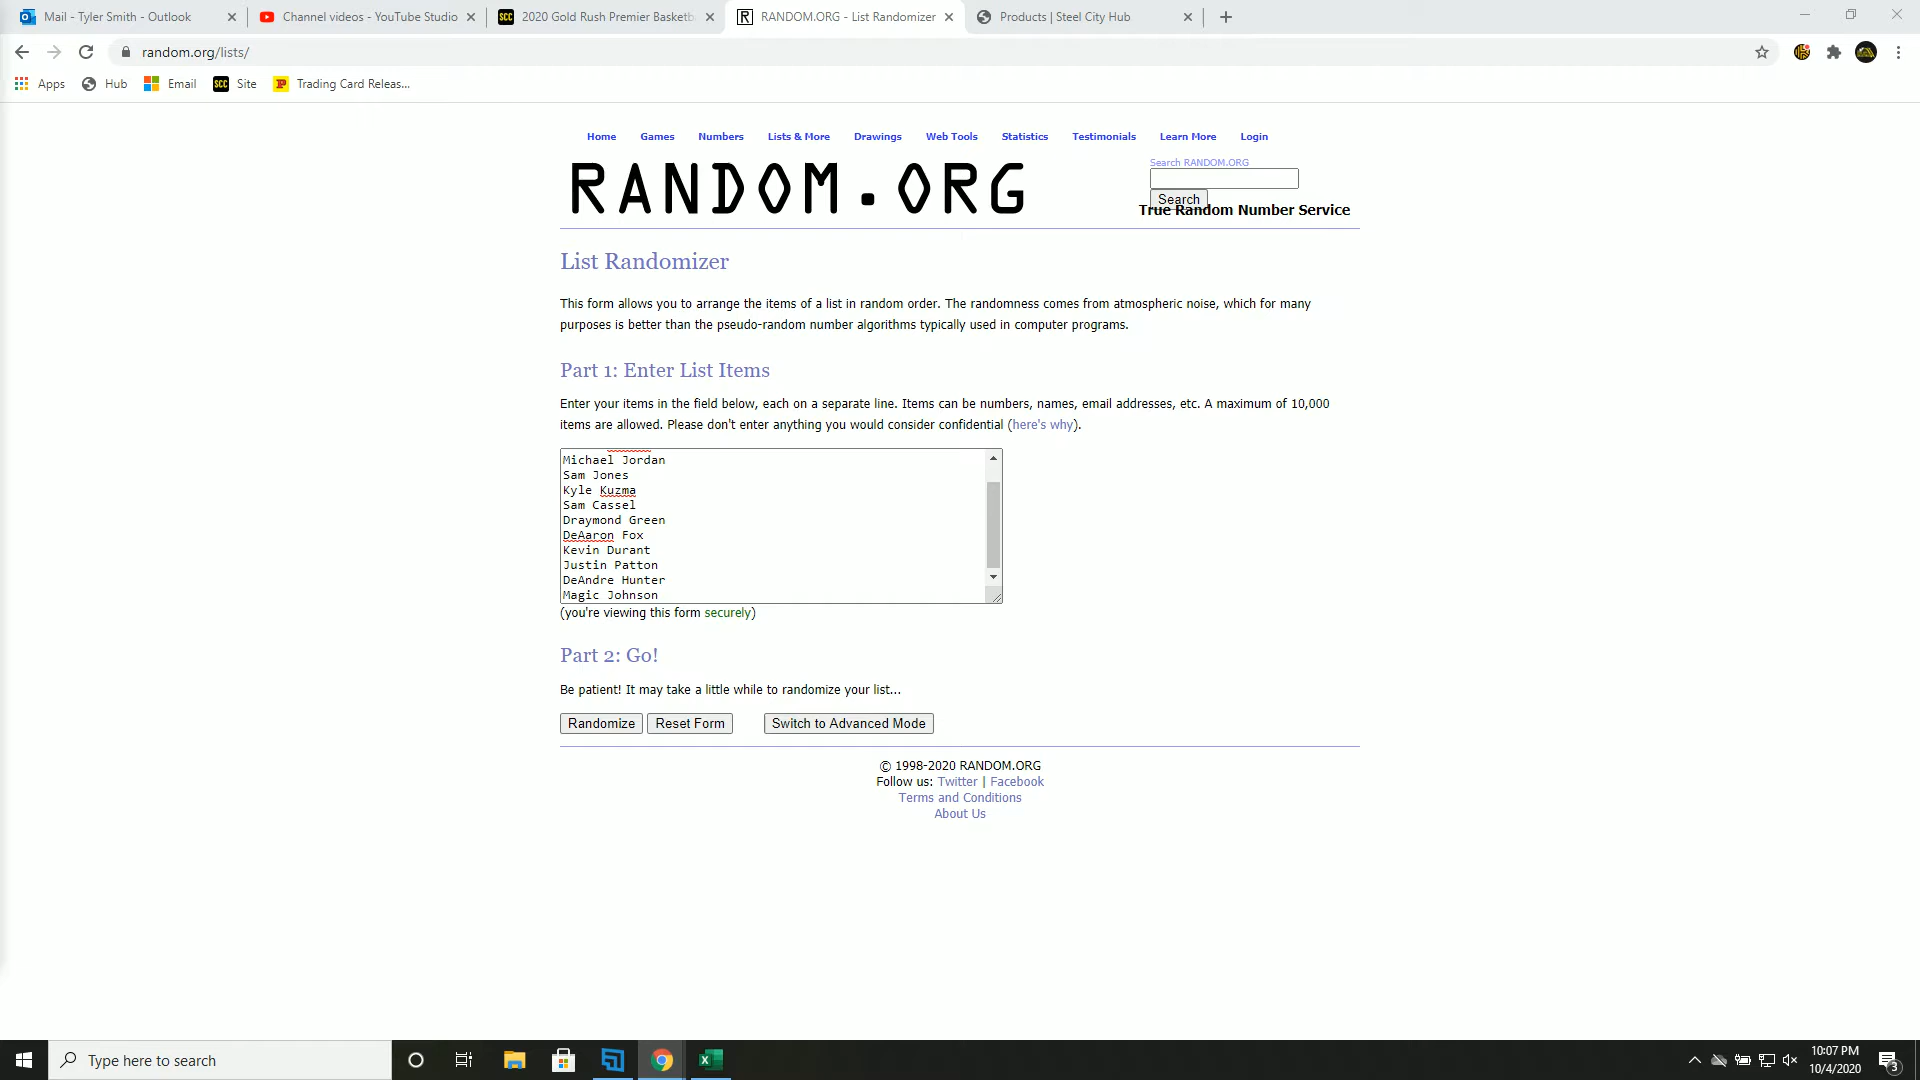 Mail - Tyler Smith - Outlook
Channel videos - YouTube Studio
SCC
2020 Gold Rush Premier Basketb
RANDOM.ORG - List Randomizer
Products | Steel City Hub
random.org/lists/
Apps
Hub
Email
SCC
Site
Trading Card Releas...
Home
Games
Numbers
Lists & More
Drawings
Web Tools
Statistics
Testimonials
Learn More
Login
RANDOM.ORG
Search RANDOM.ORG
Search
True Random Number Service
List Randomizer
This form allows you to arrange the items of a list in random order. The randomness comes from atmospheric noise, which for many
purposes is better than the pseudo-random number algorithms typically used in computer programs.
Part 1: Enter List Items
Enter your items in the field below, each on a separate line. Items can be numbers, names, email addresses, etc. A maximum of 10,000
items are allowed. Please don't enter anything you would consider confidential (here's why).
Michael Jordan
Sam Jones
Kyle Kuzma
Sam Cassel
Draymond Green
DeAaron Fox
Kevin Durant
Justin Patton
DeAndre Hunter
Magic Johnson
(you're viewing this form securely)
Part 2: Go!
Be patient! It may take a little while to randomize your list...
Randomize
Reset Form
Switch to Advanced Mode
© 1998-2020 RANDOM.ORG
Follow us: Twitter | Facebook
Terms and Conditions
About Us
Type here to search
10:07 PM
10/4/2020
3